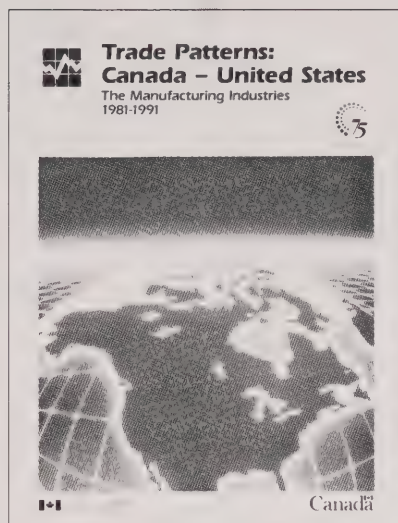 Trade Patterns:
Canada – United States
The Manufacturing Industries
1981-1991
75
Canada